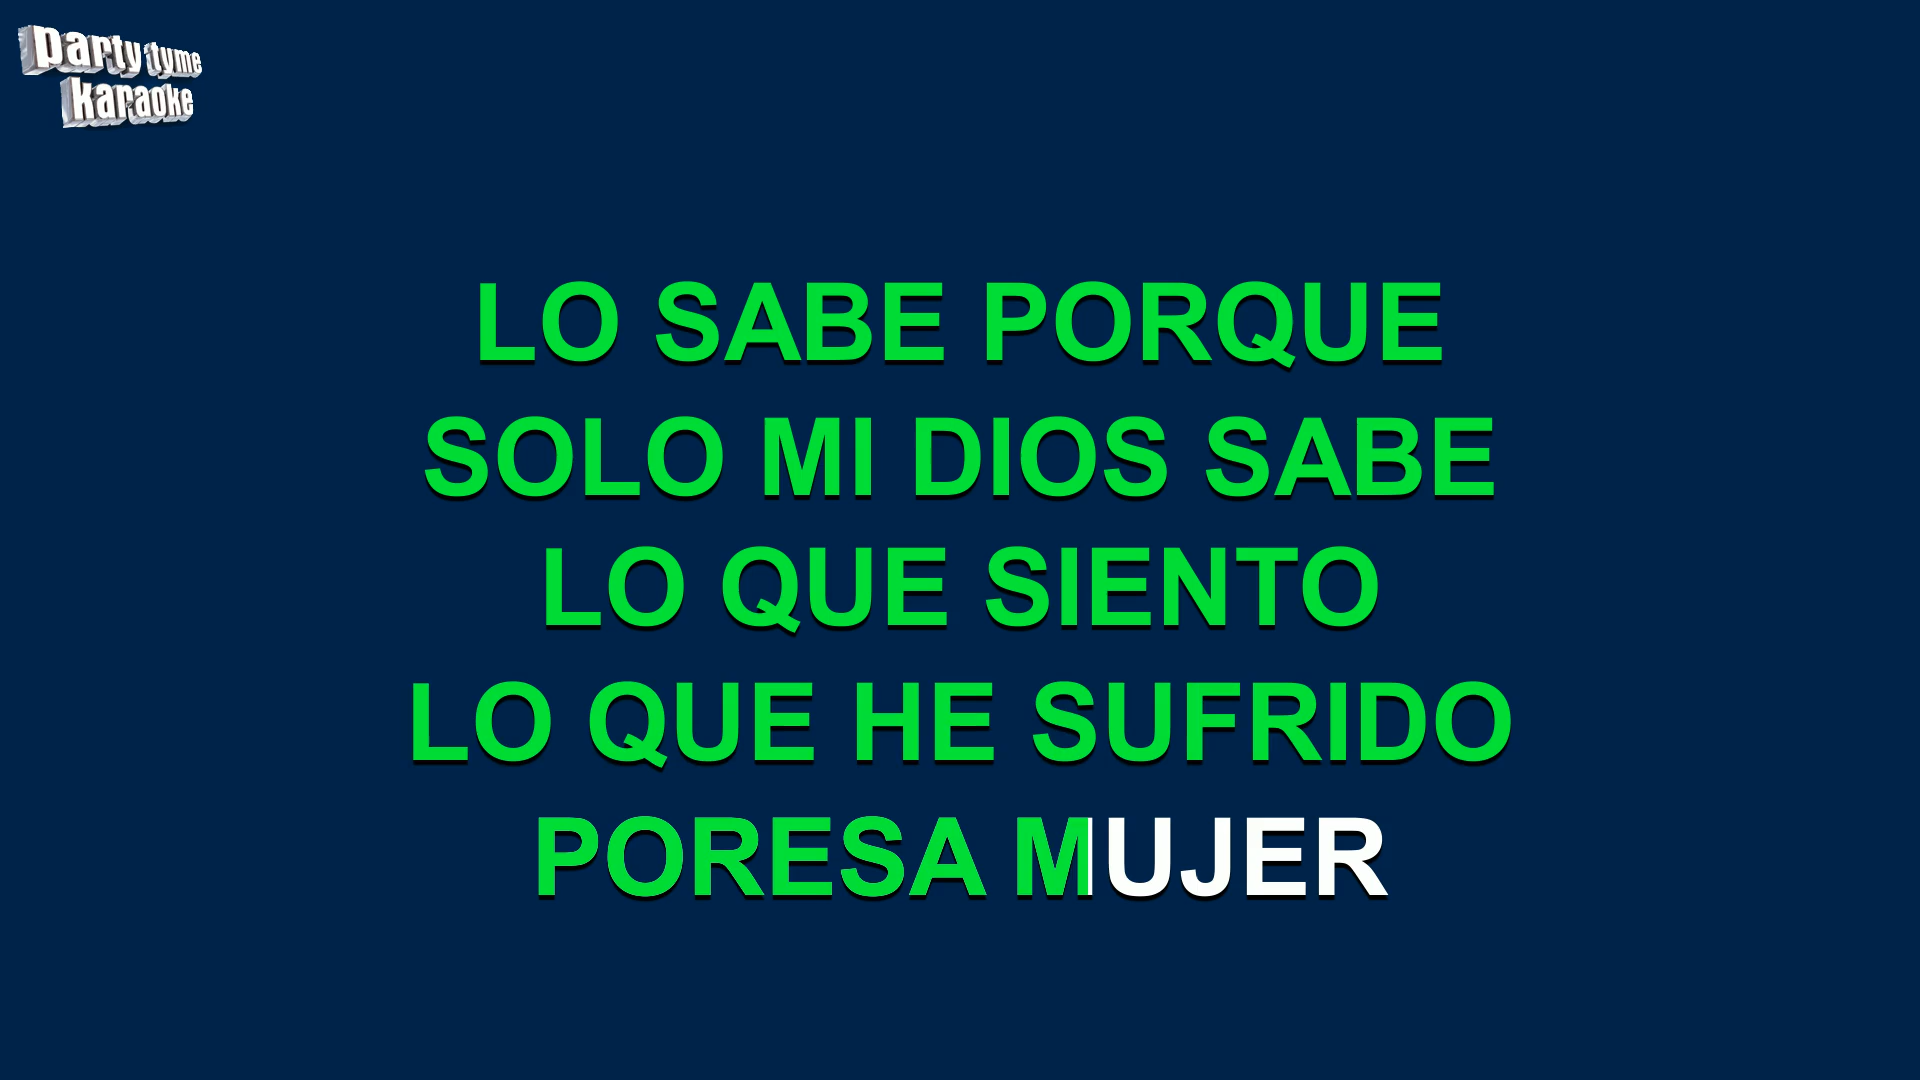 party tyme
karaoke
LO SABE PORQUE
SOLO MI DIOS SABE
LO QUE SIENTO
LO QUE HE SUFRIDO
PORESA MUJER